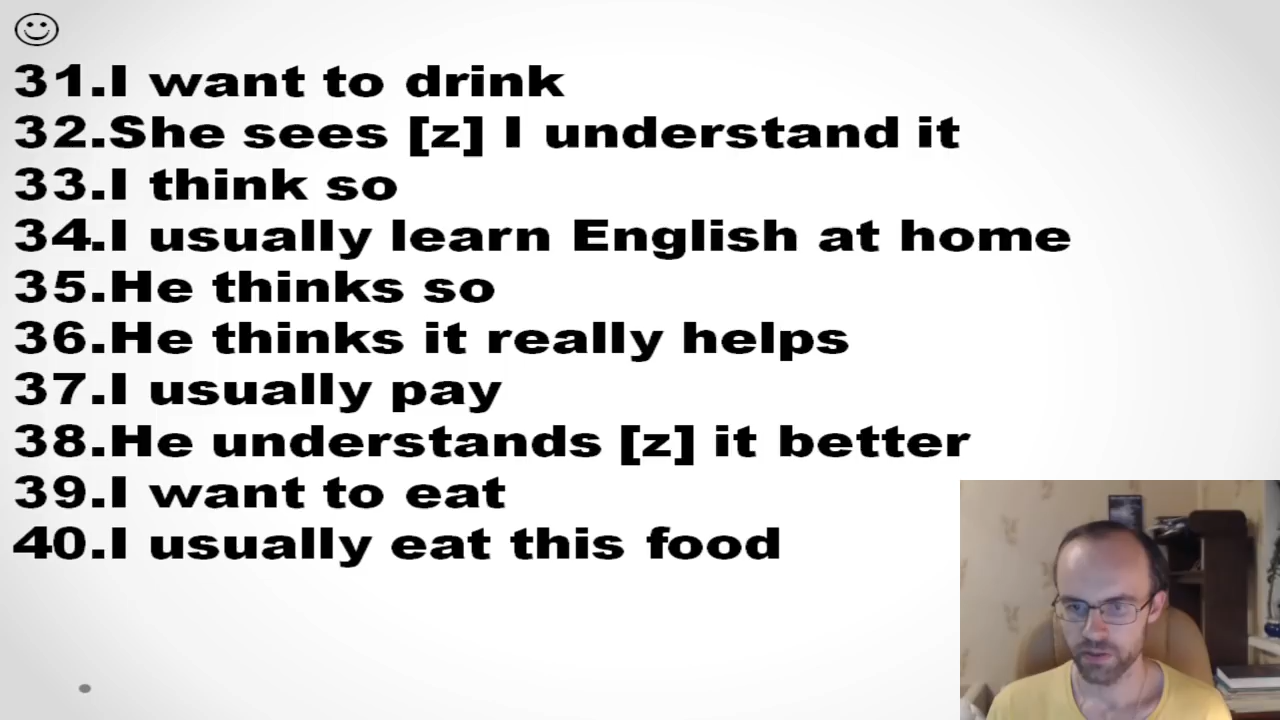 31.I want to drink
32.She sees [z] I understand it
33.I think so
34.I usually learn English at home
35.He thinks so
36.He thinks it really helps
37.I usually pay
38.He understands [z] it better
39.I want to eat
40.I usually eat this food